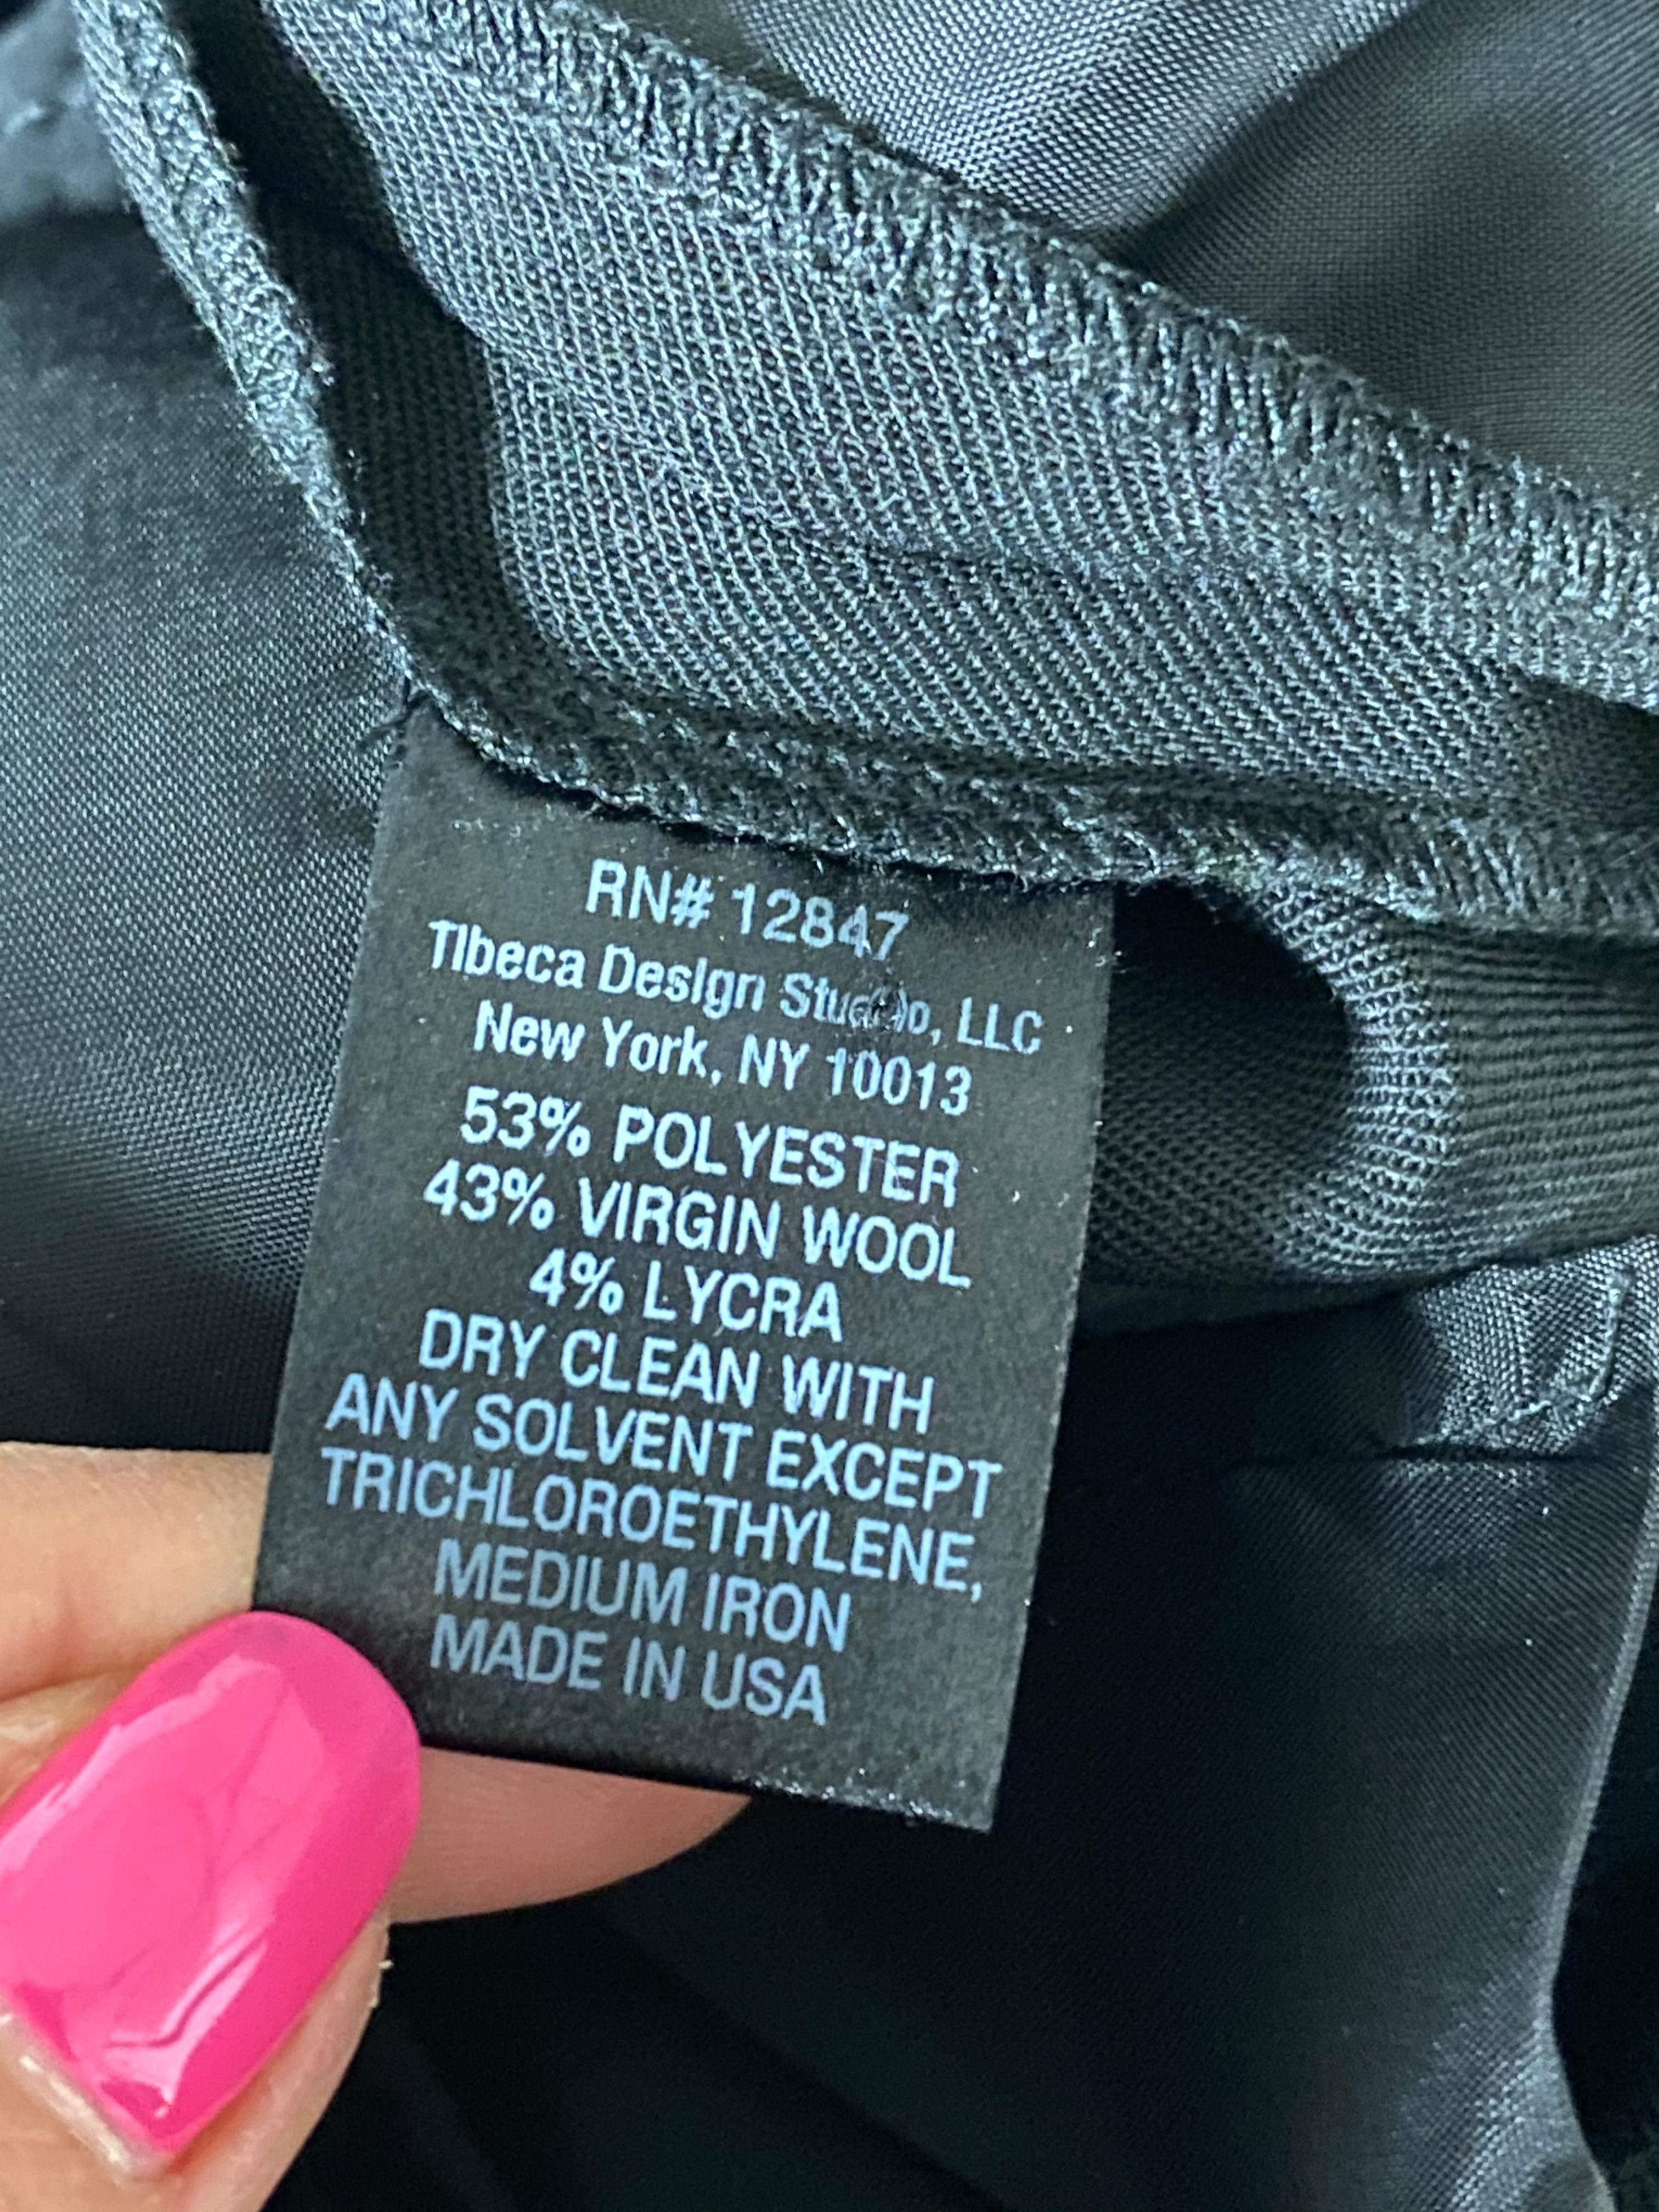 RN# 12847
Tibeca Design Studio, LLC
New York, NY 10013
53% POLYESTER
43% VIRGIN WOOL
4% LYCRA
DRY CLEAN WITH
ANY SOLVENT EXCEPT
TRICHLOROETHYLENE,
MEDIUM IRON
MADE IN USA